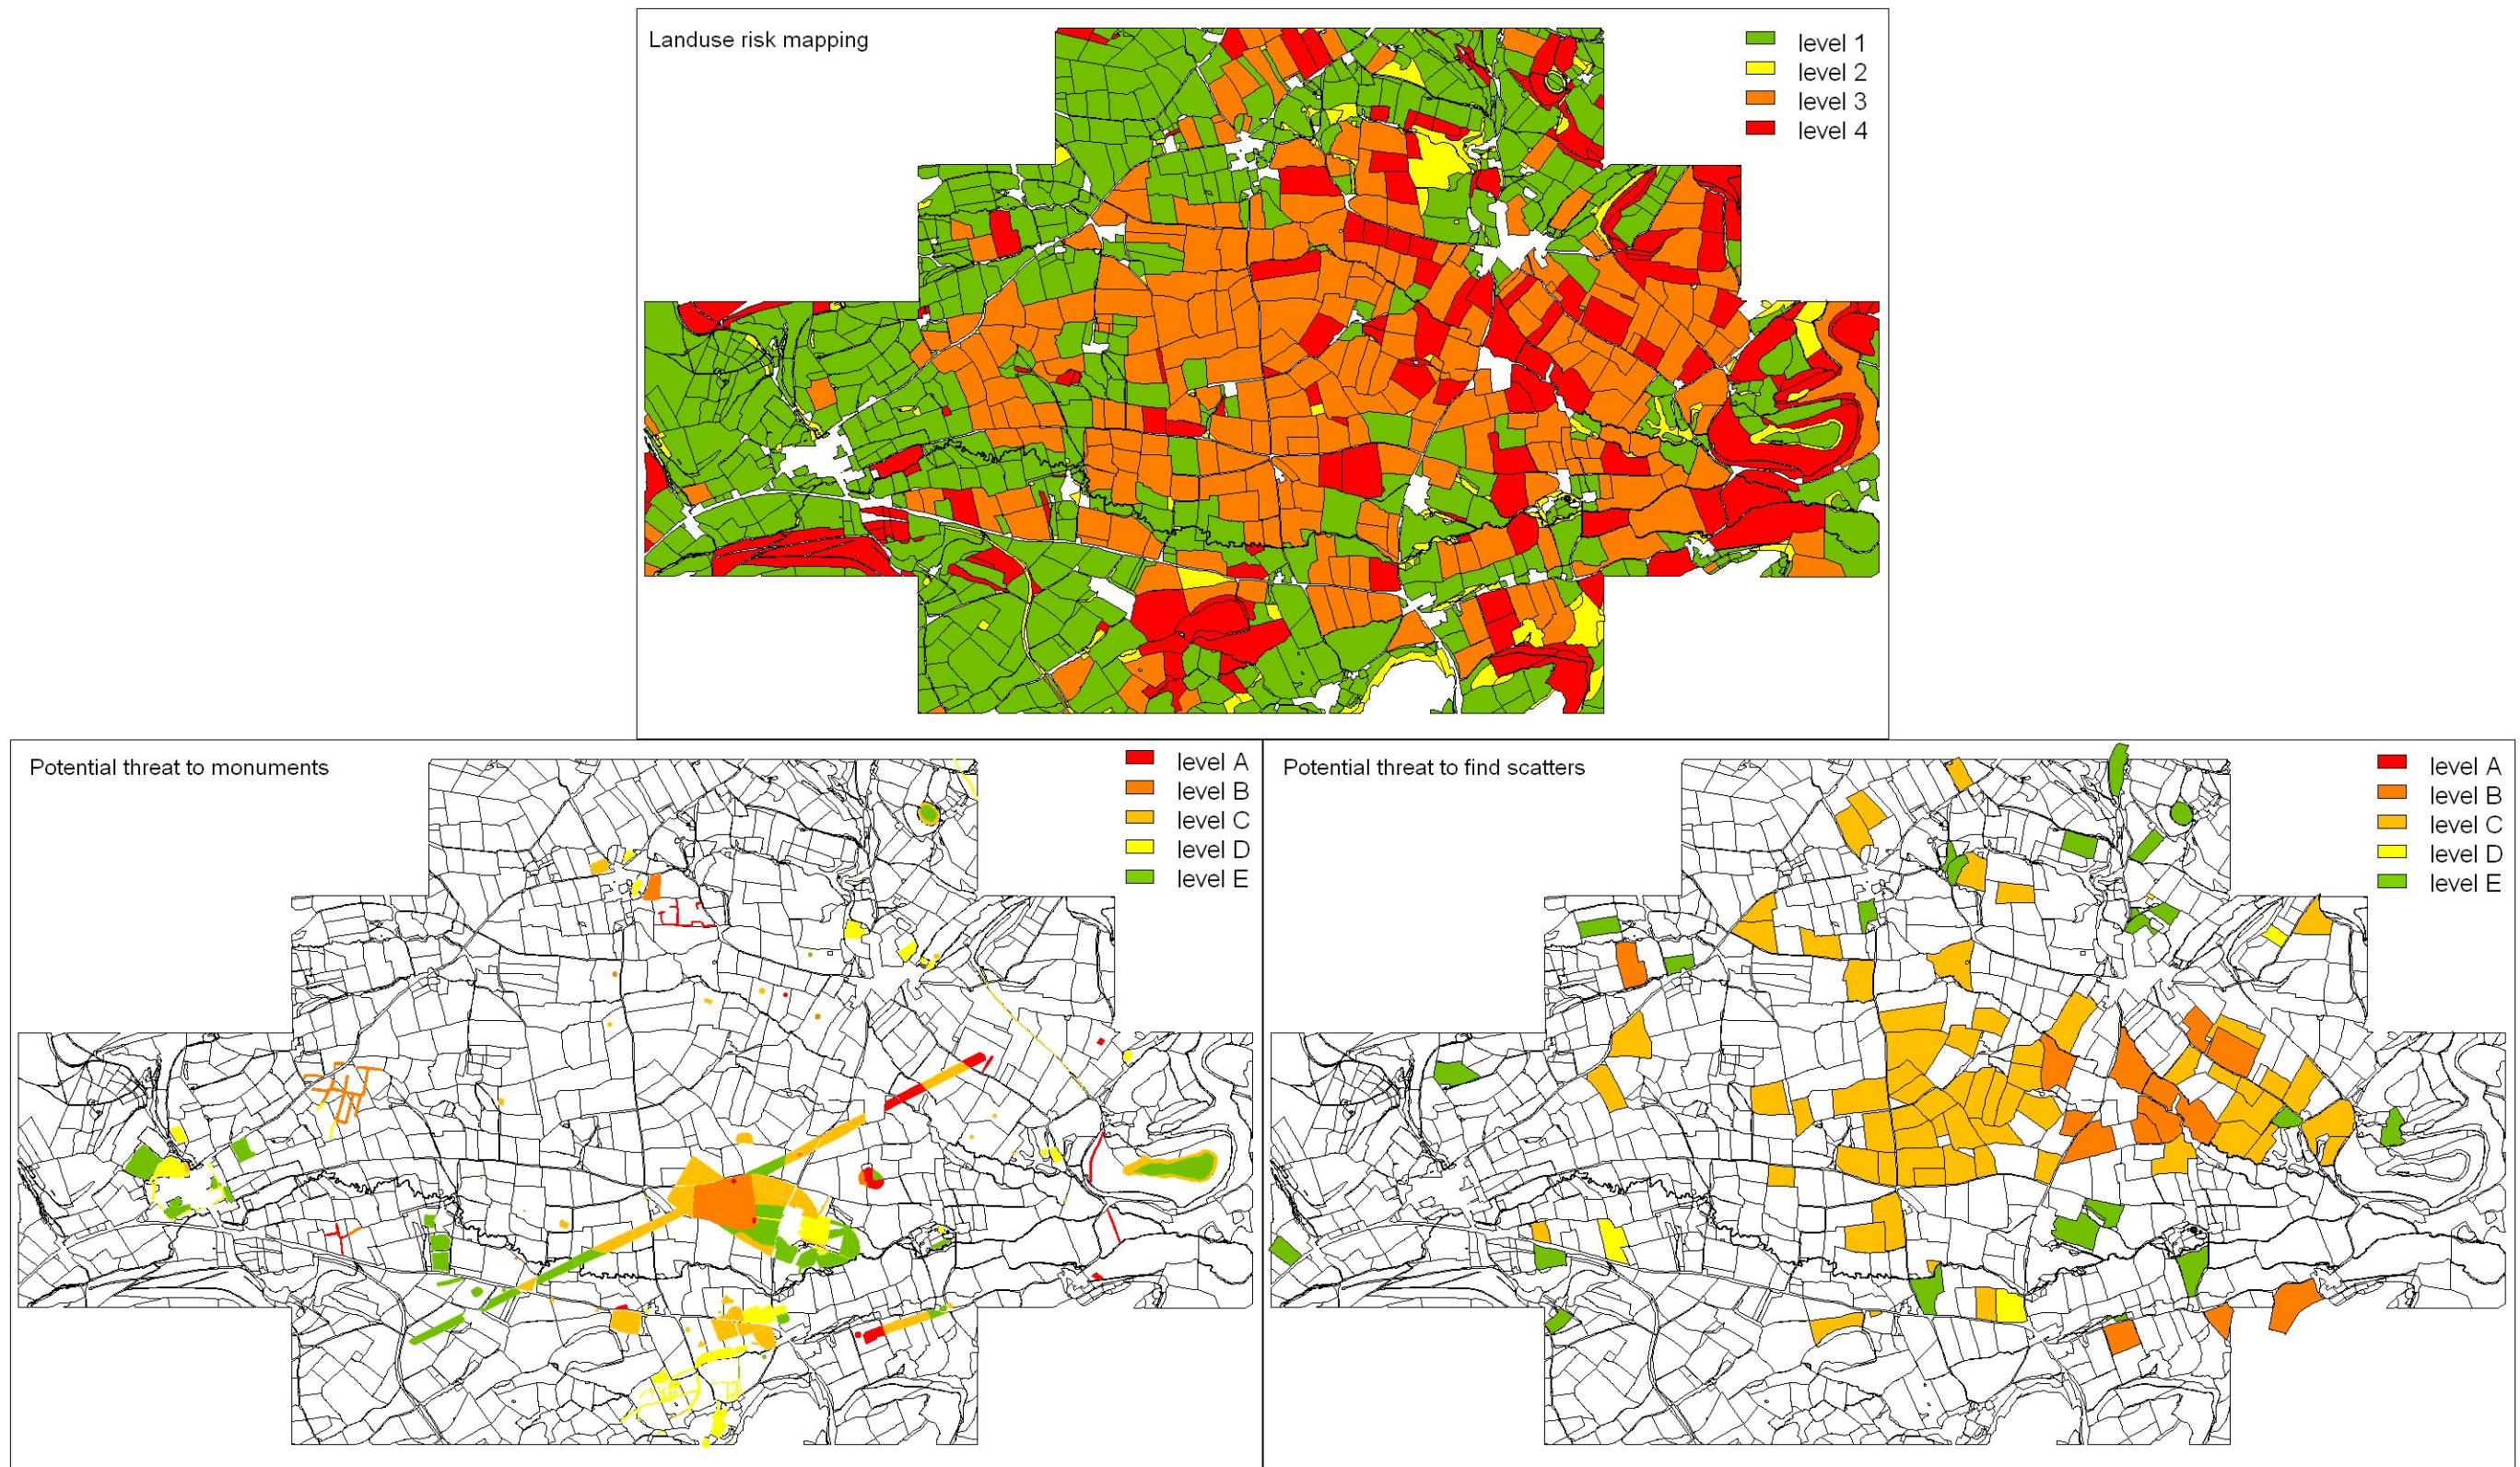 Landuse risk mapping
level 1
level 2
level 3
level 4
Potential threat to monuments
level A
level B
level C
level D
level E
Potential threat to find scatters
level A
level B
level C
level D
level E